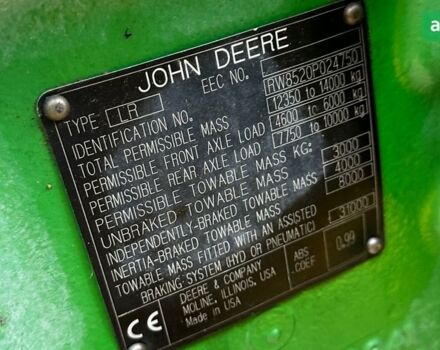 a
JOHN DEERE
TYPE LLR EEC NO.
IDENTIFICATION NO. RW8520P024750
TOTAL PERMISSIBLE MASS 12350 to 14000 kg
PERMISSIBLE FRONT AXLE LOAD 4600 to 6000 kg
PERMISSIBLE REAR AXLE LOAD 7750 to 10000 kg
PERMISSIBLE TOWABLE MASS KG:
UNBRAKED TOWABLE MASS 3000
INDEPENDENTLY-BRAKED TOWABLE MASS 4000
INERTIA-BRAKED TOWABLE MASS 8000
TOWABLE MASS FITTED WITH AN ASSISTED
BRAKING-SYSTEM (HYD OR PNEUMATIC) 31000
CE
DEERE & COMPANY
MOLINE, ILLINOIS, USA
Made in USA
ABS
.COEF 0.99